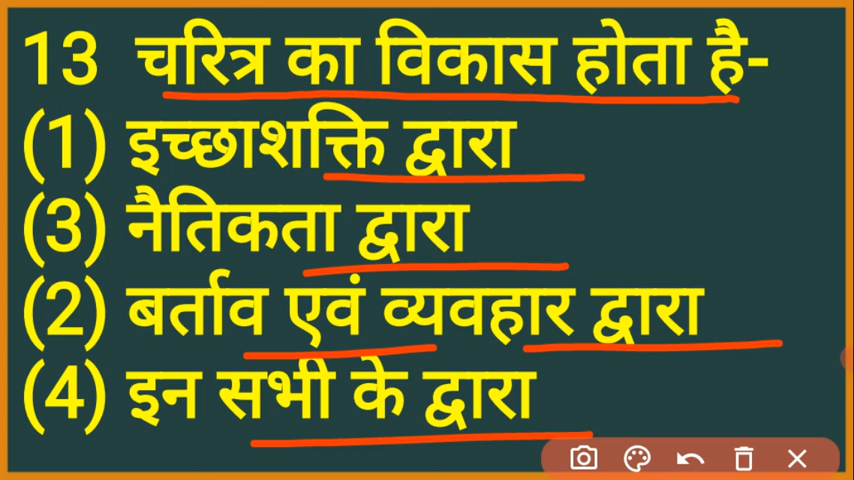 13 चरित्र का विकास होता है-
(1) इच्छाशक्ति द्वारा
(3) नैतिकता द्वारा
(2) बर्ताव एवं व्यवहार द्वारा
(4) इन सभी के द्वारा